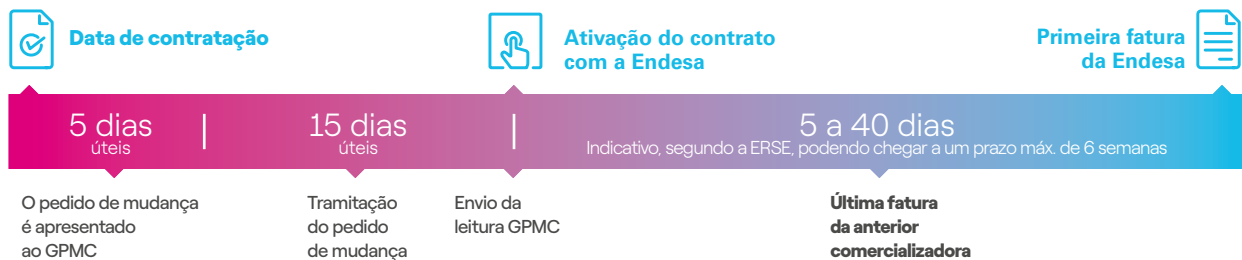 Data de contratação
Ativação do contrato
com a Endesa
Primeira fatura
da Endesa
5 dias
úteis
15 dias
úteis
5 a 40 dias
Indicativo, segundo a ERSE, podendo chegar a um prazo máx. de 6 semanas
O pedido de mudança
é apresentado
ao GPMC
Tramitação
do pedido
de mudança
Envio da
leitura GPMC
Última fatura
da anterior
comercializadora